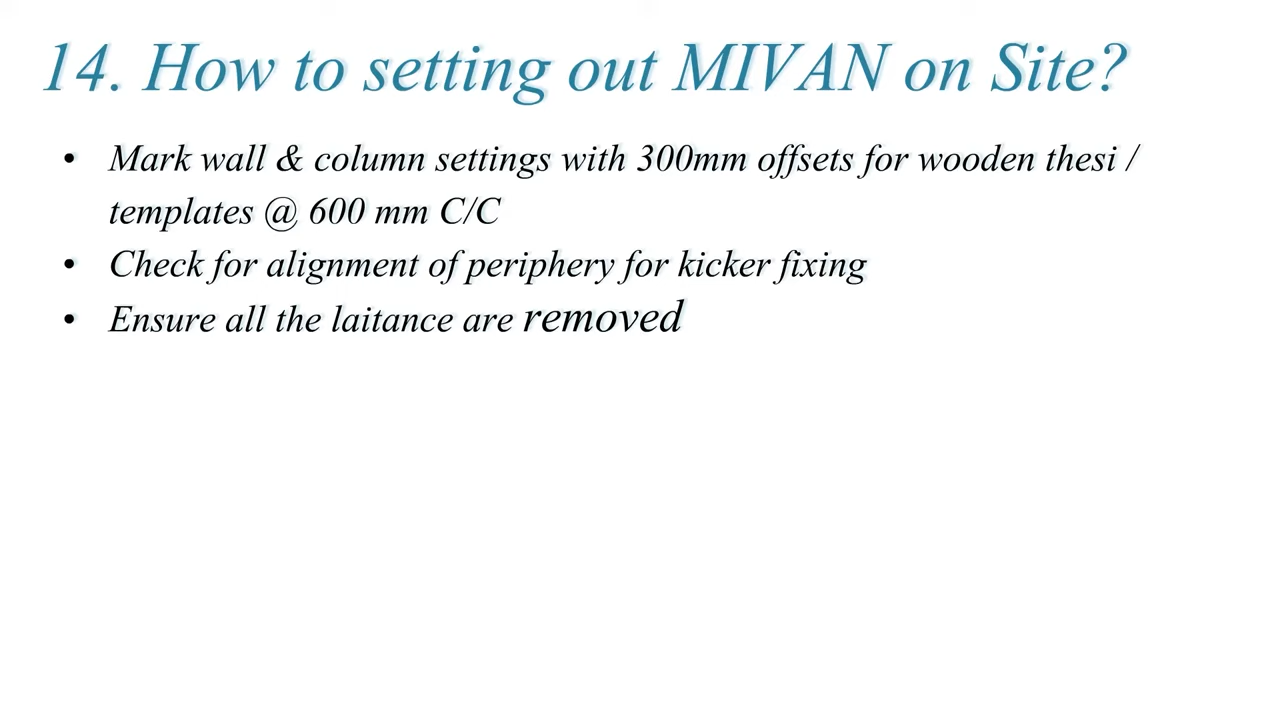 14. How to setting out MIVAN on Site?
• Mark wall & column settings with 300mm offsets for wooden thesi /
templates @ 600 mm C/C
• Check for alignment of periphery for kicker fixing
• Ensure all the laitance are removed